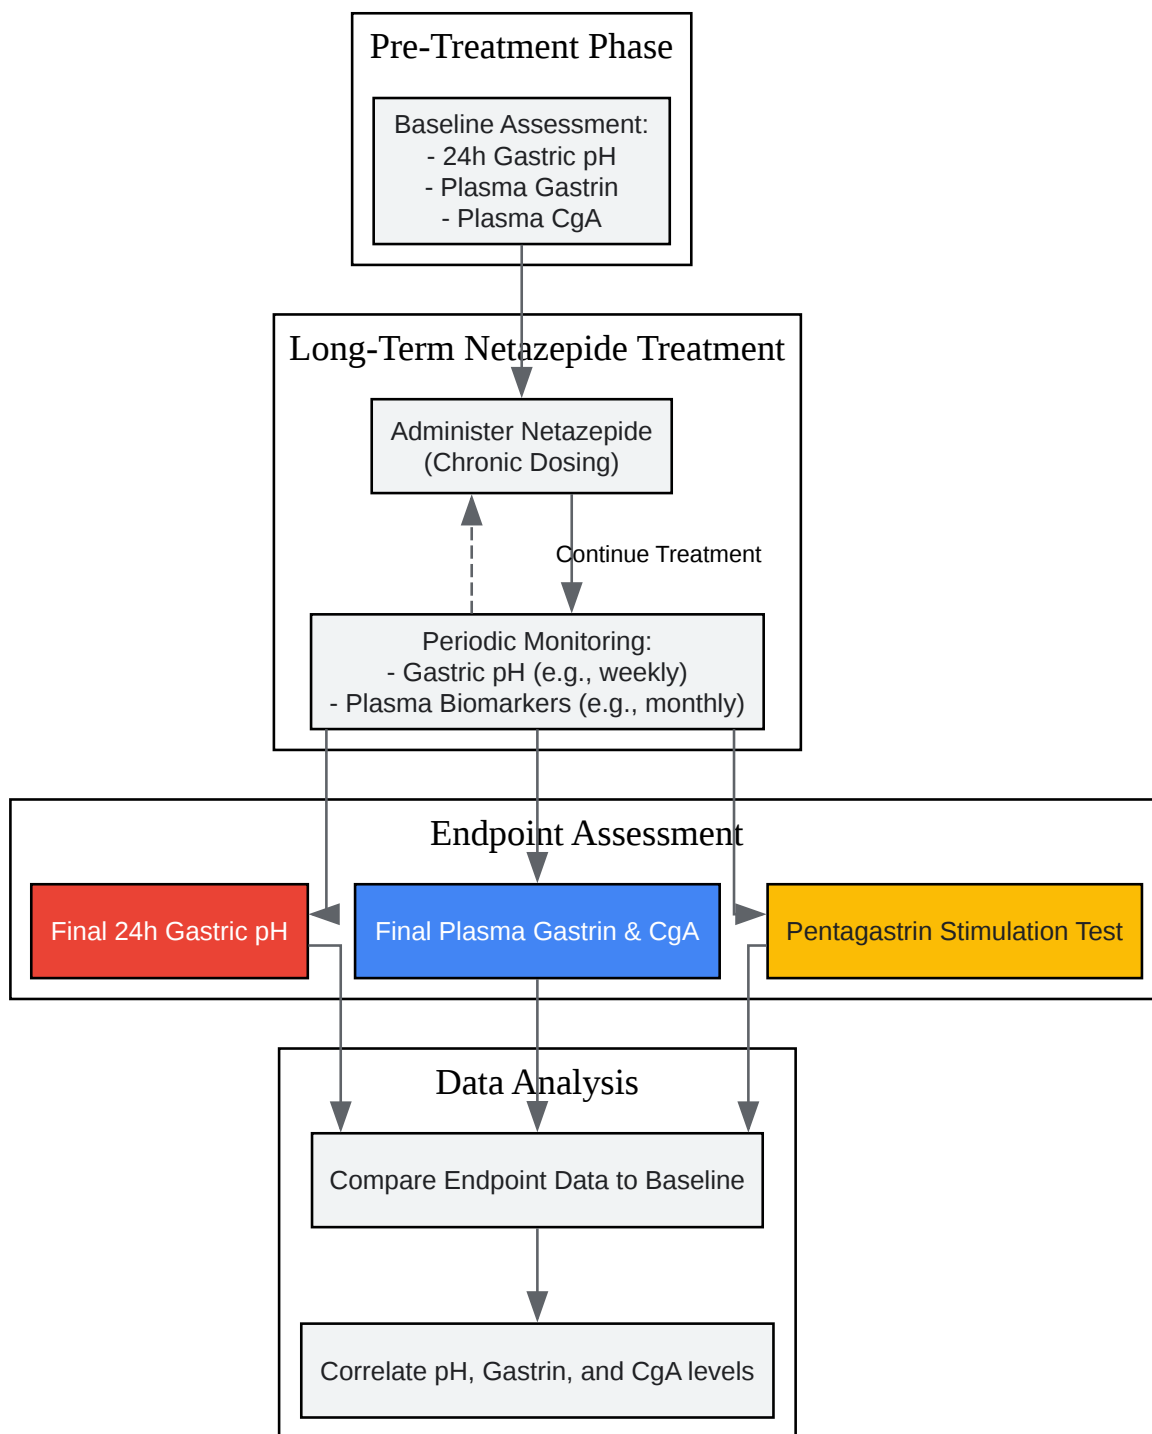 Pre-Treatment Phase
Baseline Assessment:
- 24h Gastric pH
- Plasma Gastrin
- Plasma CgA
Long-Term Netazepide Treatment
Administer Netazepide
(Chronic Dosing)
Continue Treatment
Periodic Monitoring:
- Gastric pH (e.g., weekly)
- Plasma Biomarkers (e.g., monthly)
Endpoint Assessment
Final 24h Gastric pH
Final Plasma Gastrin & CgA
Pentagastrin Stimulation Test
Data Analysis
Compare Endpoint Data to Baseline
Correlate pH, Gastrin, and CgA levels